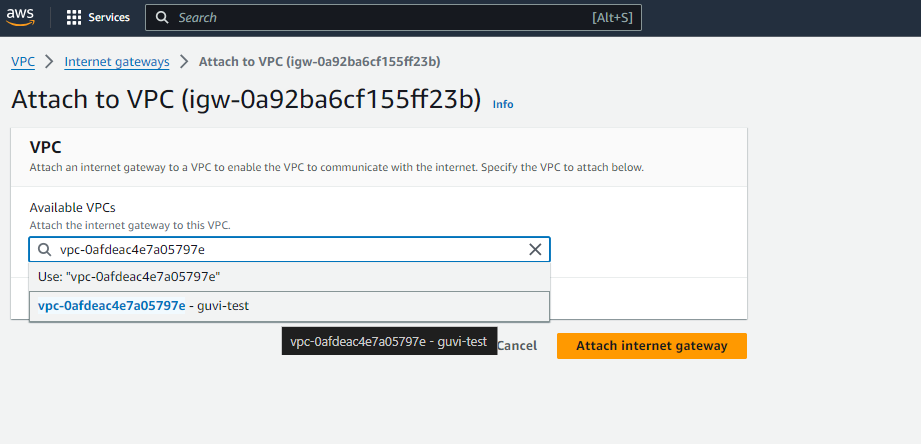 aws Services Search [Alt+S]
VPC > Internet gateways > Attach to VPC (igw-0a92ba6cf155ff23b)
Attach to VPC (igw-0a92ba6cf155ff23b) Info
VPC
Attach an internet gateway to a VPC to enable the VPC to communicate with the internet. Specify the VPC to attach below.
Available VPCs
Attach the internet gateway to this VPC.
vpc-0afdeac4e7a05797e
Use: "vpc-0afdeac4e7a05797e"
vpc-0afdeac4e7a05797e - guvi-test
vpc-0afdeac4e7a05797e - guvi-test
Cancel Attach internet gateway